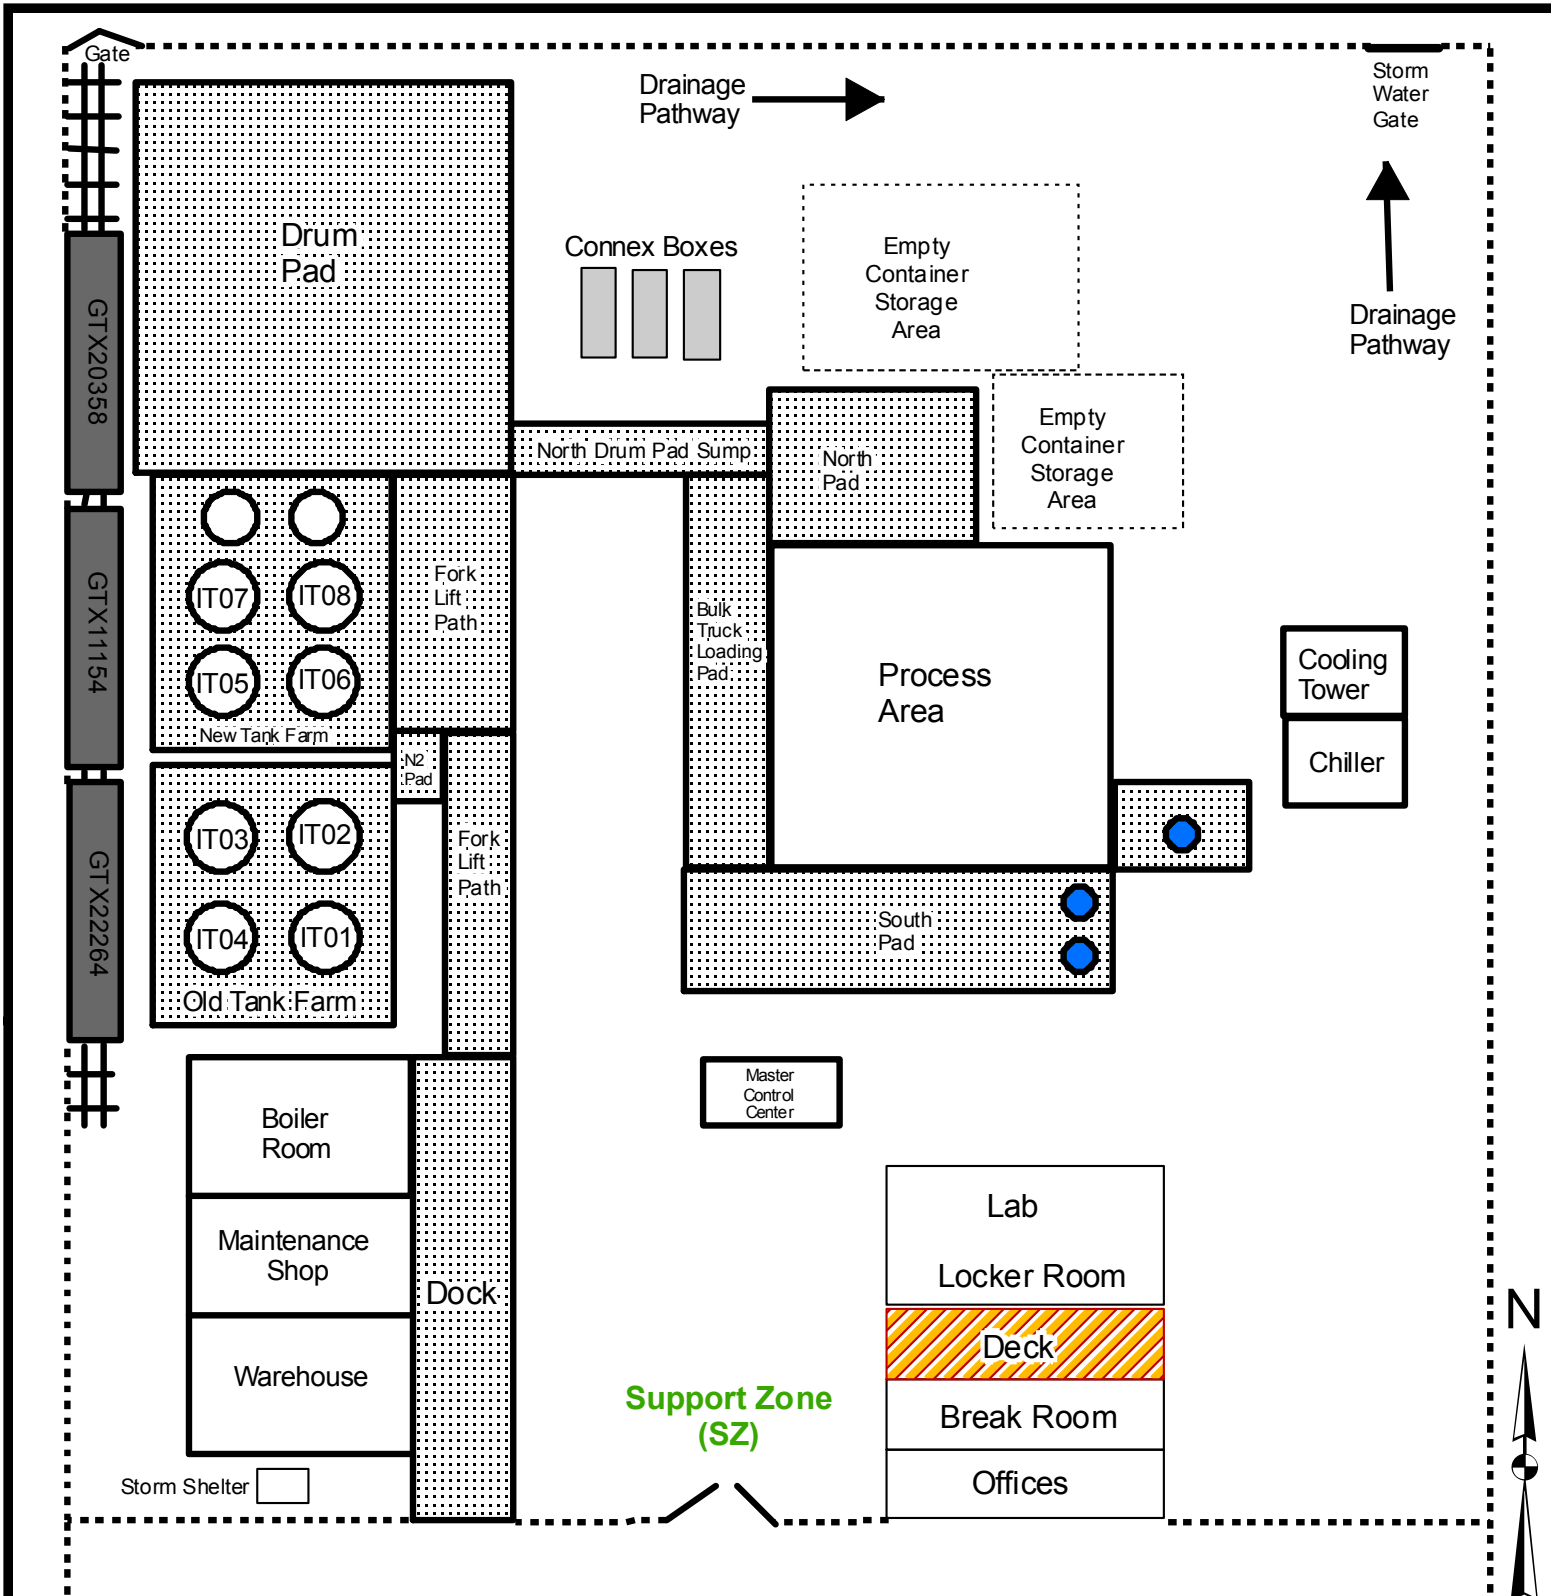 Gate
Drainage
Pathway
Storm
Water
Gate
Drum
Pad
Connex Boxes
Empty
Container
Storage
Area
Drainage
Pathway
GTX20358
North Drum Pad Sump
North
Pad
Empty
Container
Storage
Area
GTX11154
IT07
IT08
IT05
IT06
New Tank Farm
Fork
Lift
Path
Bulk
Truck
Loading
Pad
Process
Area
Cooling
Tower
Chiller
N2
Pad
GTX22264
IT03
IT02
IT04
IT01
Old Tank Farm
Fork
Lift
Path
South
Pad
Master
Control
Center
Boiler
Room
Maintenance
Shop
Warehouse
Dock
Storm Shelter
Support Zone
(SZ)
Lab
Locker Room
Deck
Break Room
Offices
N